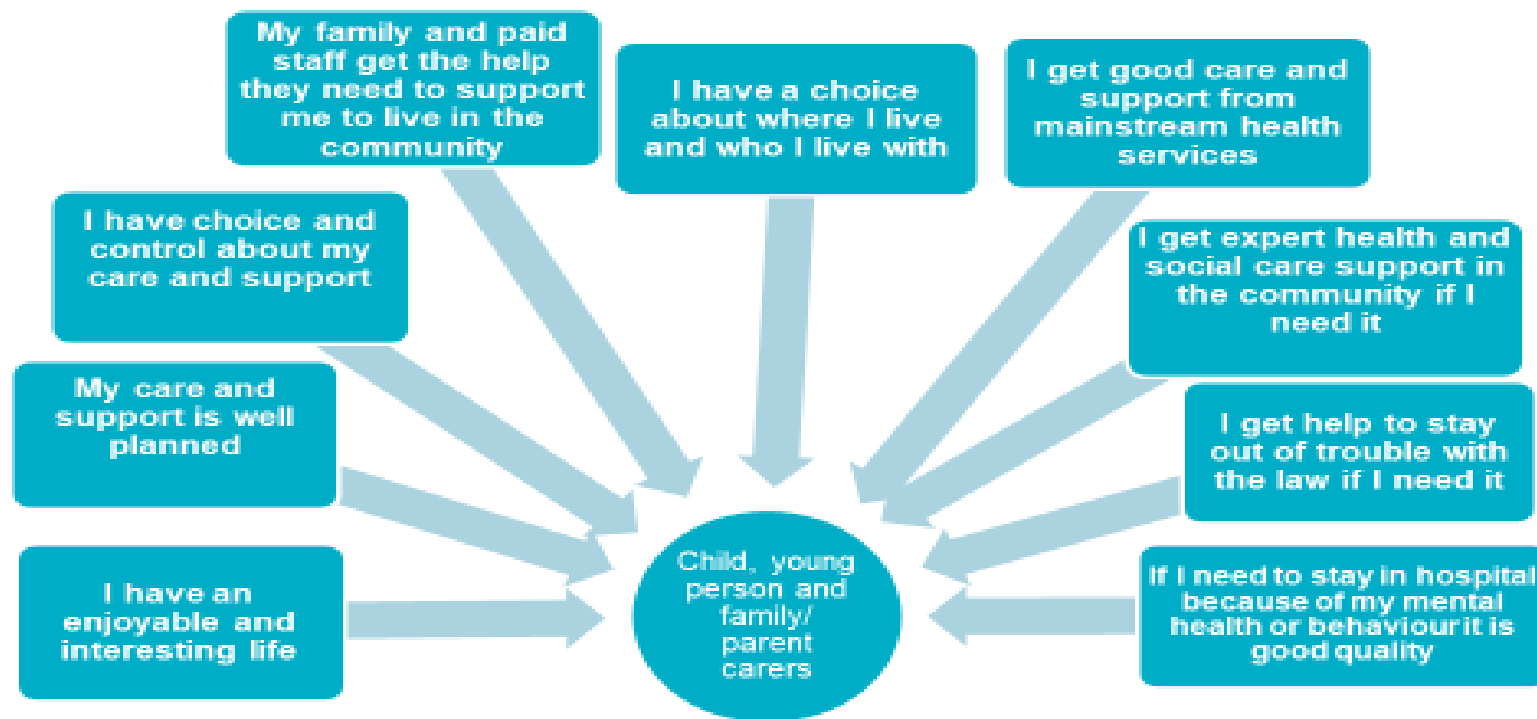 My family and paid
staff get the help
they need to support
me to live in the
community
I have a choice
about where I live
and who I live with
I get good care and
support from
mainstream health
services
I have choice and
control about my
care and support
I get expert health and
social care support in
the community if I
need it
My care and
support is well
planned
I get help to stay
out of trouble with
the law if I need it
I have an
enjoyable and
interesting life
Child, young
person and
family/
parent
carers
If I need to stay in hospital
because of my mental
health or behaviour it is
good quality